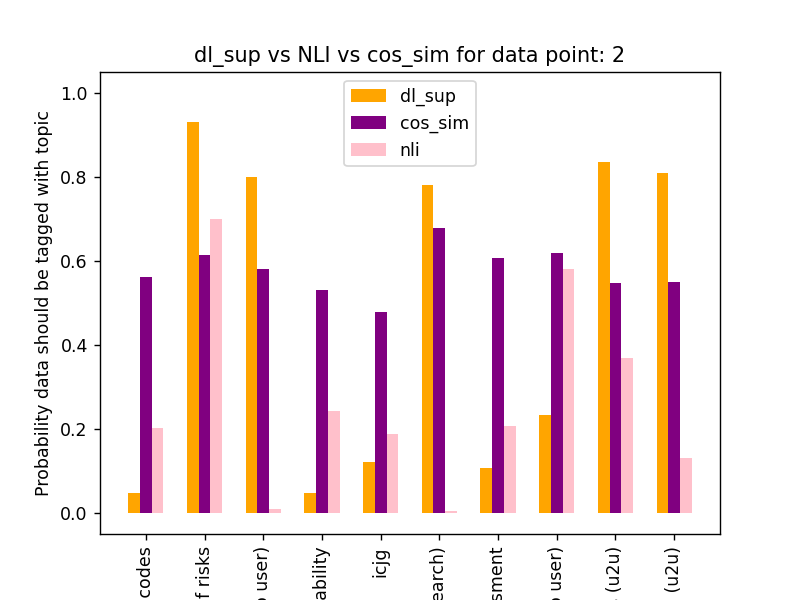 dl_sup vs NLI vs cos_sim for data point: 2
Probability data should be tagged with topic
1.0
0.8
0.6
0.4
0.2
0.0
dl_sup
cos_sim
nli
codes
f risks
user)
ability
icjg
earch)
sment
user)
(u2u)
(u2u)